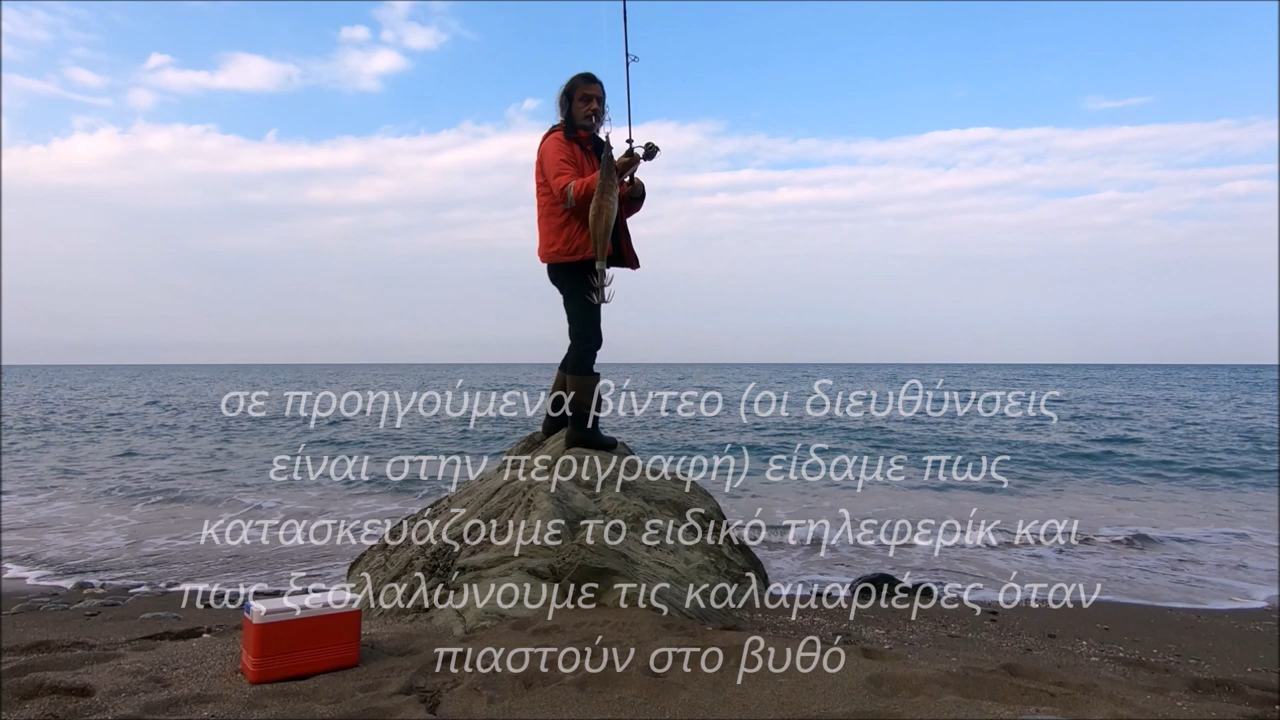 σε προηγούμενα βίντεο (οι διευθύνσεις
είναι στην περιγραφή) είδαμε πως
κατασκευάζουμε το ειδικό τηλεφερίκ και
πως ξεσλαλώνουμε τις καλαμαριέρες όταν
πιαστούν στο βυθό